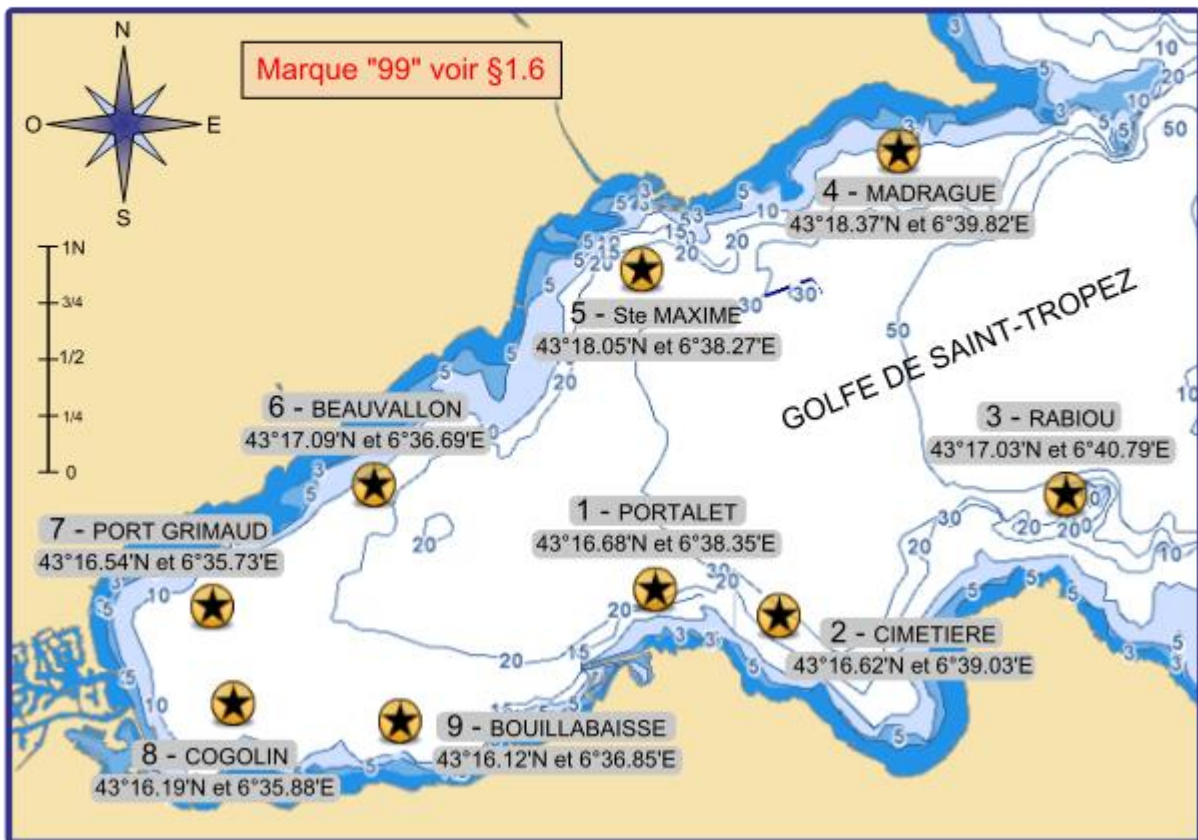 N
O
E
S
Marque "99" voir §1.6
1N
3/4
1/2
1/4
0
4 - MADRAGUE
43°18.37'N et 6°39.82'E
5 - Ste MAXIME
43°18.05'N et 6°38.27'E
GOLFE DE SAINT-TROPEZ
6 - BEAUVALLON
43°17.09'N et 6°36.69'E
3 - RABIOU
43°17.03'N et 6°40.79'E
1 - PORTALET
43°16.68'N et 6°38.35'E
7 - PORT GRIMAUD
43°16.54'N et 6°35.73'E
2 - CIMETIERE
43°16.62'N et 6°39.03'E
9 - BOUILLABAISSE
43°16.12'N et 6°36.85'E
8 - COGOLIN
43°16.19'N et 6°35.88'E